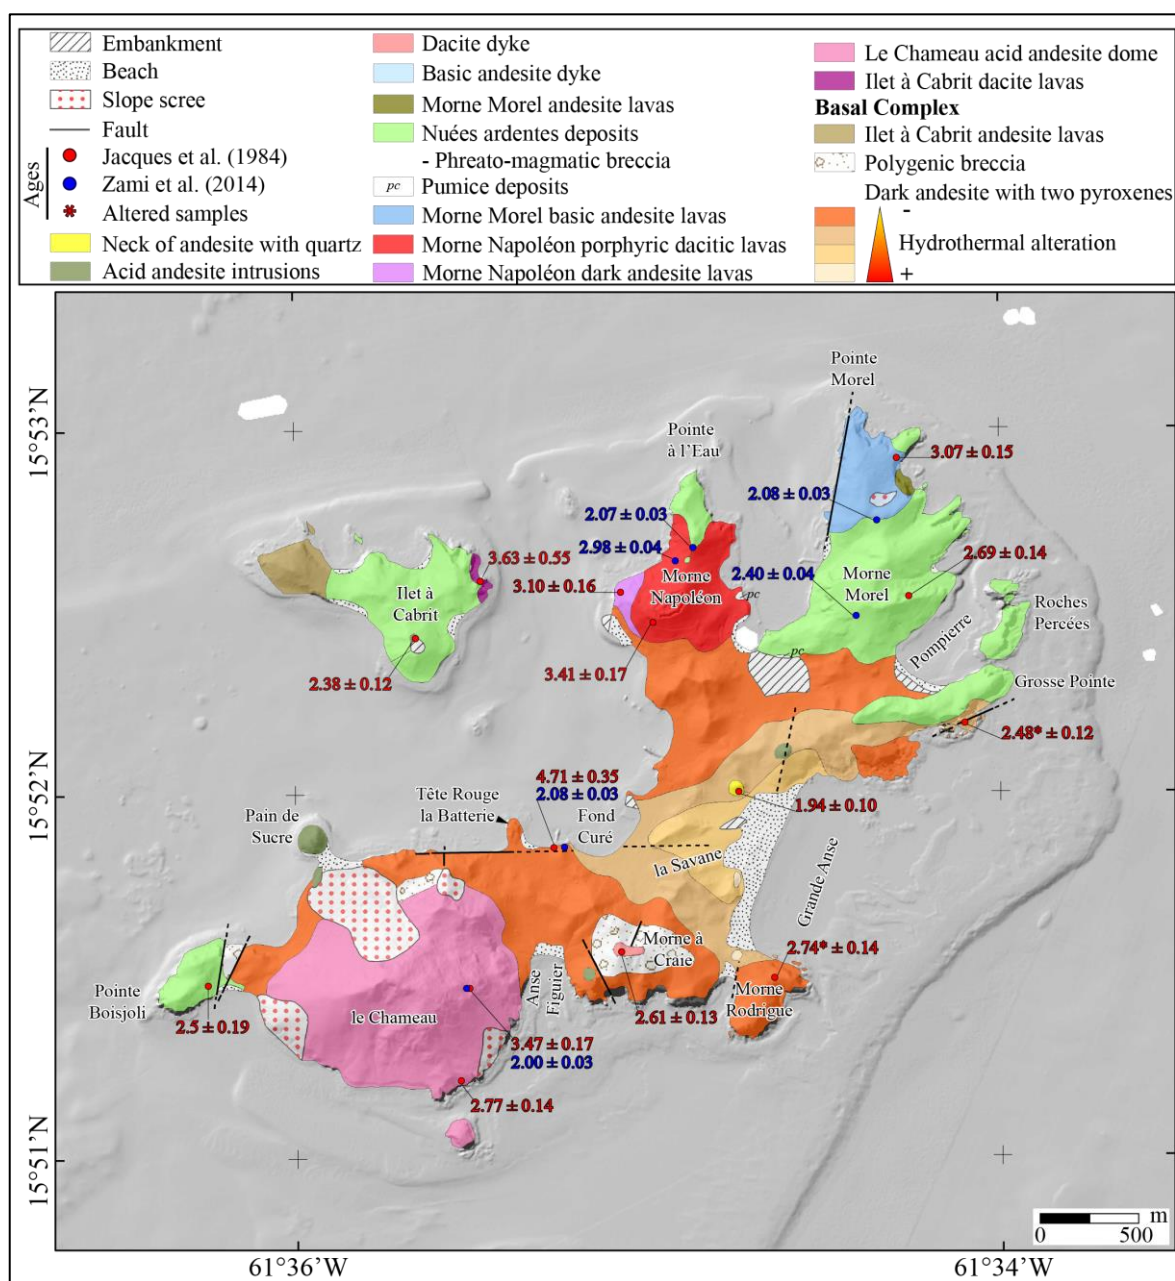 Embankment
Beach
Slope scree
Fault
Ages
Jacques et al. (1984)
Zami et al. (2014)
Altered samples
Neck of andesite with quartz
Acid andesite intrusions
Dacite dyke
Basic andesite dyke
Morne Morel andesite lavas
Nuées ardentes deposits
- Phreato-magmatic breccia
pc Pumice deposits
Morne Morel basic andesite lavas
Morne Napoléon porphyric dacitic lavas
Morne Napoléon dark andesite lavas
Le Chameau acid andesite dome
Ilet à Cabrit dacite lavas
Basal Complex
Ilet à Cabrit andesite lavas
Polygenic breccia
Dark andesite with two pyroxenes
-
Hydrothermal alteration
+
15°53'N
15°52'N
15°51'N
61°36'W
61°34'W
Pointe
Morel
Pointe
à l'Eau
3.07 ± 0.15
2.08 ± 0.03
2.07 ± 0.03
2.98 ± 0.04
2.69 ± 0.14
3.63 ± 0.55
3.10 ± 0.16
Morne
Napoléon
2.40 ± 0.04
Morne
Morel
pc
Roches
Percées
Ilet à
Cabrit
Pompierre
pc
2.38 ± 0.12
3.41 ± 0.17
Grosse Pointe
2.48* ± 0.12
4.71 ± 0.35
2.08 ± 0.03
1.94 ± 0.10
Tête Rouge
la Batterie
Fond
Curé
Pain de
Sucre
la Savane
Grande Anse
Morne à
Craie
2.74* ± 0.14
Anse
Figuier
Morne
Rodrigue
Pointe
Boisjoli
le Chameau
2.5 ± 0.19
2.61 ± 0.13
3.47 ± 0.17
2.00 ± 0.03
2.77 ± 0.14
m
0 500